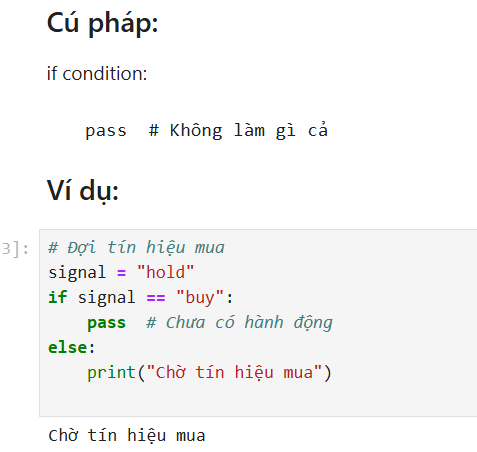 Cú pháp:
if condition:
pass # Không làm gì cả
Ví dụ:
3]:
# Đợi tín hiệu mua
signal = "hold"
if signal == "buy":
pass # Chưa có hành động
else:
print("Chờ tín hiệu mua")
Chờ tín hiệu mua